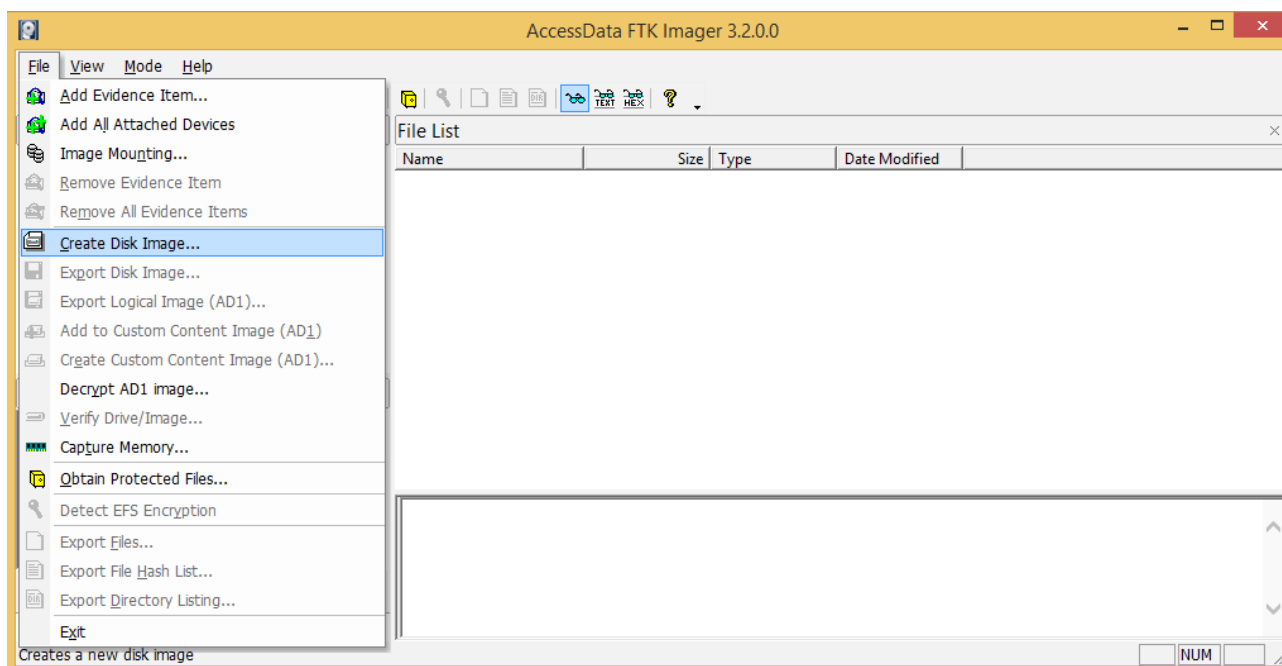 AccessData FTK Imager 3.2.0.0
File View Mode Help
Add Evidence Item...
Add All Attached Devices
Image Mounting...
Remove Evidence Item
Remove All Evidence Items
Create Disk Image...
Export Disk Image...
Export Logical Image (AD1)...
Add to Custom Content Image (AD1)
Create Custom Content Image (AD1)...
Decrypt AD1 image...
Verify Drive/Image...
Capture Memory...
Obtain Protected Files...
Detect EFS Encryption
Export Files...
Export File Hash List...
Export Directory Listing...
Exit
TEXT HEX
File List
Name Size Type Date Modified
Creates a new disk image
NUM